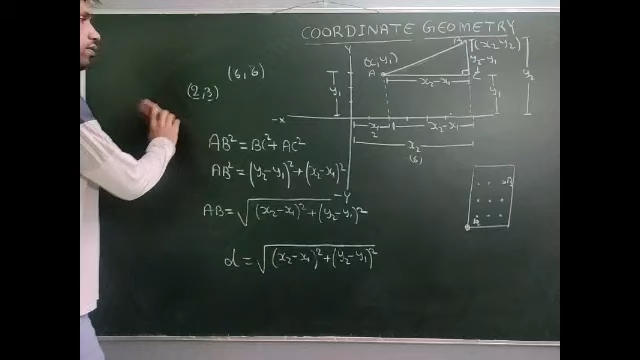 COORDINATE GEOMETRY
Y
B (x₂ y₂)
(x₁ y₁)
y₂-y₁
A
C
x₂-x₁
y₁
y₁
y₂
(6, 6)
(2,3)
-x
x₁
2
x₂-x₁
x₂
(6)
AB² = BC² + AC²
AB² = (y₂-y₁)² + (x₂-x₁)²
-Y
AB = √(x₂-x₁)² + (y₂-y₁)²
B
A
d = √(x₂-x₁)² + (y₂-y₁)²